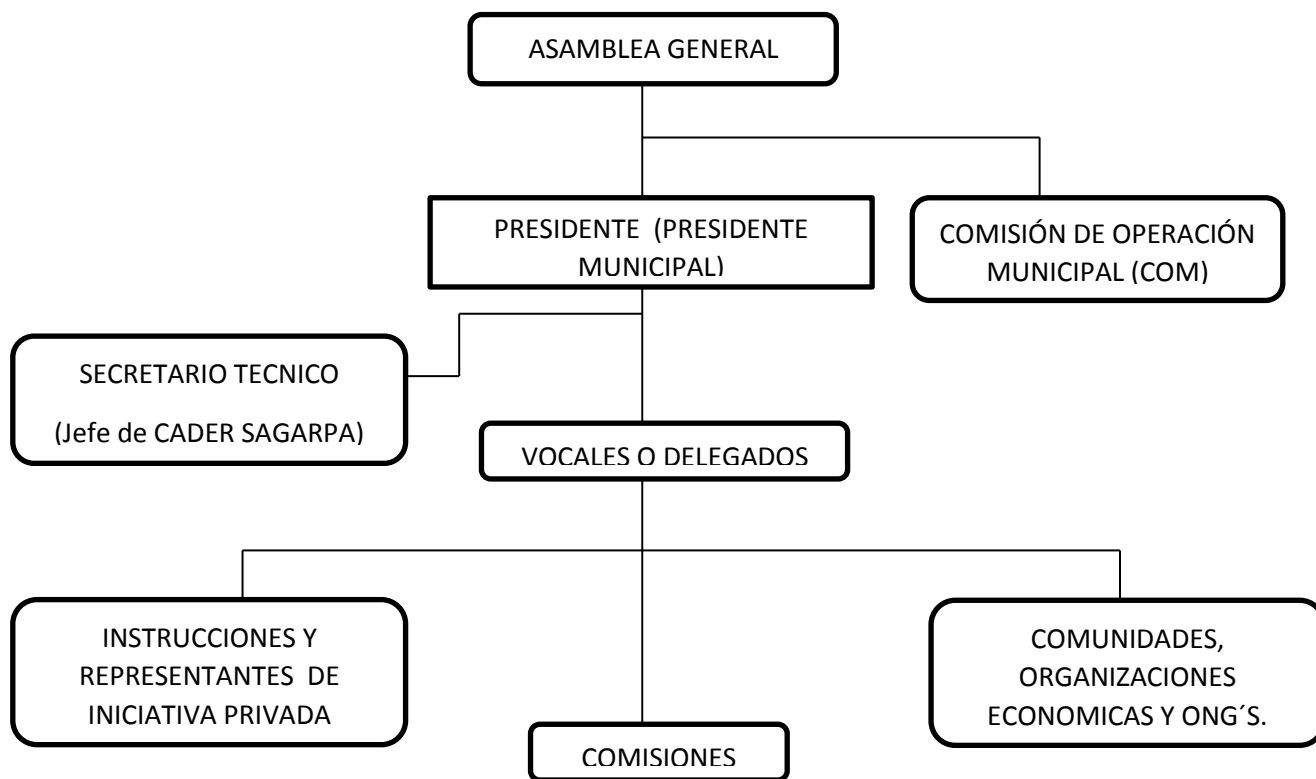 ASAMBLEA GENERAL
PRESIDENTE (PRESIDENTE
MUNICIPAL)
COMISIÓN DE OPERACIÓN
MUNICIPAL (COM)
SECRETARIO TECNICO
(Jefe de CADER SAGARPA)
VOCALES O DELEGADOS
INSTRUCCIONES Y
REPRESENTANTES DE
INICIATIVA PRIVADA
COMUNIDADES,
ORGANIZACIONES
ECONOMICAS Y ONG´S.
COMISIONES